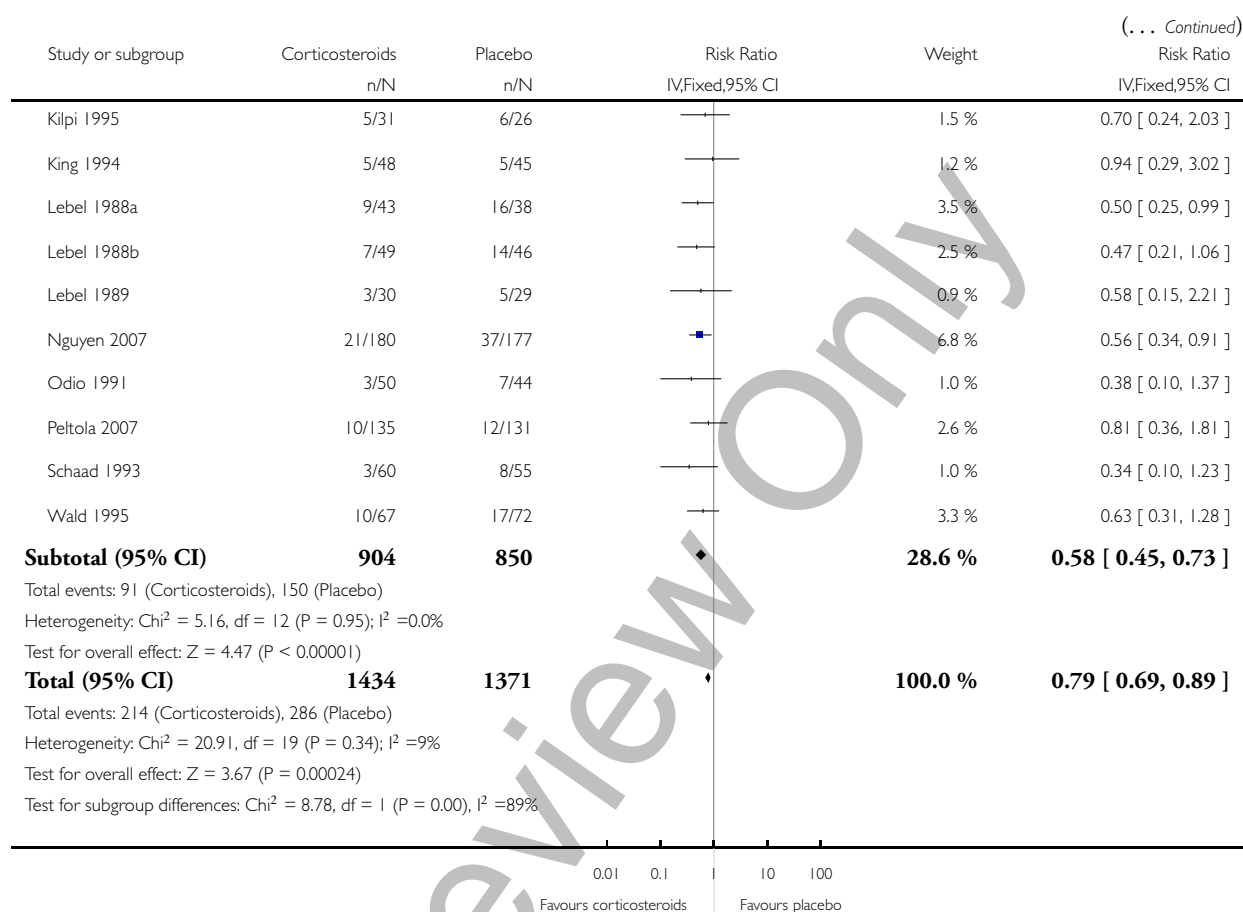 (... Continued)
Study or subgroup Corticosteroids Placebo Risk Ratio Weight Risk Ratio
n/N n/N IV,Fixed,95% CI IV,Fixed,95% CI
Kilpi 1995 5/31 6/26 1.5 % 0.70 [ 0.24, 2.03 ]
King 1994 5/48 5/45 1.2 % 0.94 [ 0.29, 3.02 ]
Lebel 1988a 9/43 16/38 3.5 % 0.50 [ 0.25, 0.99 ]
Lebel 1988b 7/49 14/46 2.5 % 0.47 [ 0.21, 1.06 ]
Lebel 1989 3/30 5/29 0.9 % 0.58 [ 0.15, 2.21 ]
Nguyen 2007 21/180 37/177 6.8 % 0.56 [ 0.34, 0.91 ]
Odio 1991 3/50 7/44 1.0 % 0.38 [ 0.10, 1.37 ]
Peltola 2007 10/135 12/131 2.6 % 0.81 [ 0.36, 1.81 ]
Schaad 1993 3/60 8/55 1.0 % 0.34 [ 0.10, 1.23 ]
Wald 1995 10/67 17/72 3.3 % 0.63 [ 0.31, 1.28 ]
Subtotal (95% CI) 904 850 28.6 % 0.58 [ 0.45, 0.73 ]
Total events: 91 (Corticosteroids), 150 (Placebo)
Heterogeneity: Chi² = 5.16, df = 12 (P = 0.95); I² =0.0%
Test for overall effect: Z = 4.47 (P < 0.00001)
Total (95% CI) 1434 1371 100.0 % 0.79 [ 0.69, 0.89 ]
Total events: 214 (Corticosteroids), 286 (Placebo)
Heterogeneity: Chi² = 20.91, df = 19 (P = 0.34); I² =9%
Test for overall effect: Z = 3.67 (P = 0.00024)
Test for subgroup differences: Chi² = 8.78, df = 1 (P = 0.00), I² =89%
0.01 0.1 1 10 100
Favours corticosteroids Favours placebo
eview Only